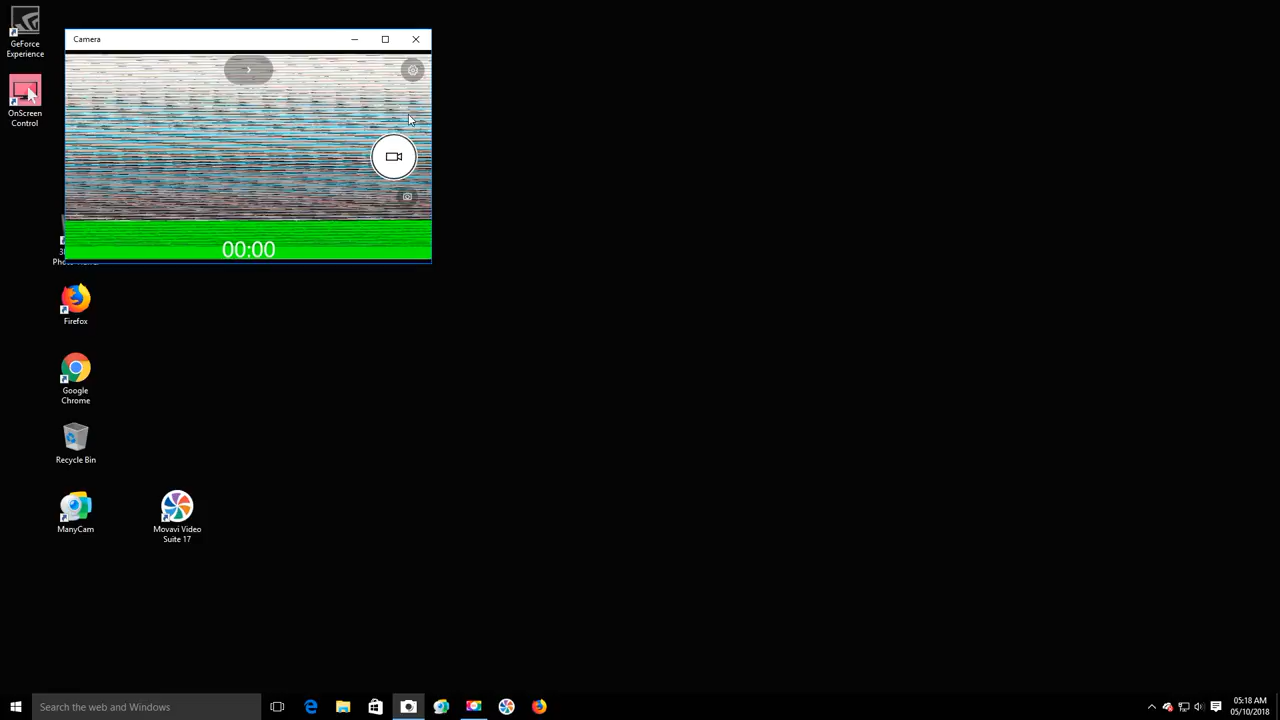 GeForce
Experience
OnScreen
Control
Camera
00:00
Firefox
Google
Chrome
Recycle Bin
ManyCam
Movavi Video
Suite 17
Search the web and Windows
05:18 AM
05/10/2018